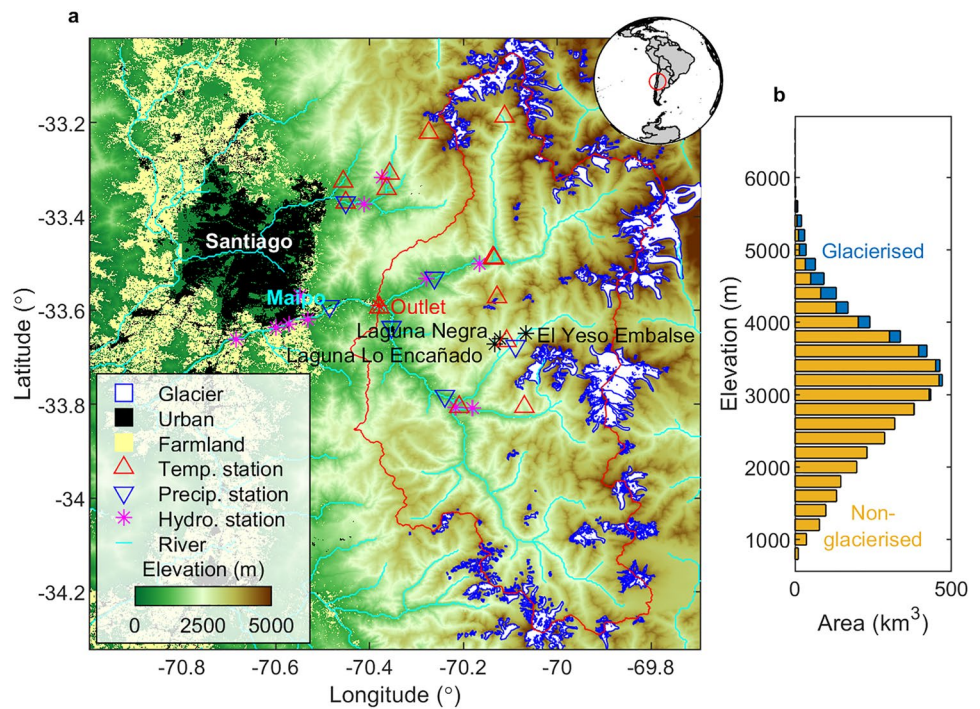 a
-33.2
-33.4
-33.6
-33.8
-34
-34.2
Latitude (°)
Santiago
Maipo
Outlet
Laguna Negra
El Yeso Embalse
Laguna Lo Encañado
Glacier
Urban
Farmland
Temp. station
Precip. station
Hydro. station
River
Elevation (m)
0 2500 5000
-70.8 -70.6 -70.4 -70.2 -70 -69.8
Longitude (°)
b
6000
5000
4000
3000
2000
1000
Elevation (m)
Glacierised
Non-
glacierised
0 500
Area (km³)